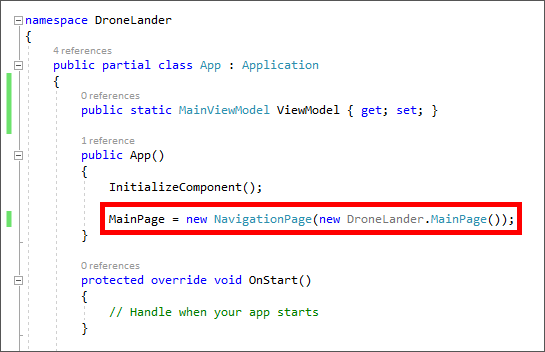 namespace DroneLander
{
4 references
public partial class App : Application
{
0 references
public static MainViewModel ViewModel { get; set; }
1 reference
public App()
{
InitializeComponent();
MainPage = new NavigationPage(new DroneLander.MainPage());
}
0 references
protected override void OnStart()
{
// Handle when your app starts
}